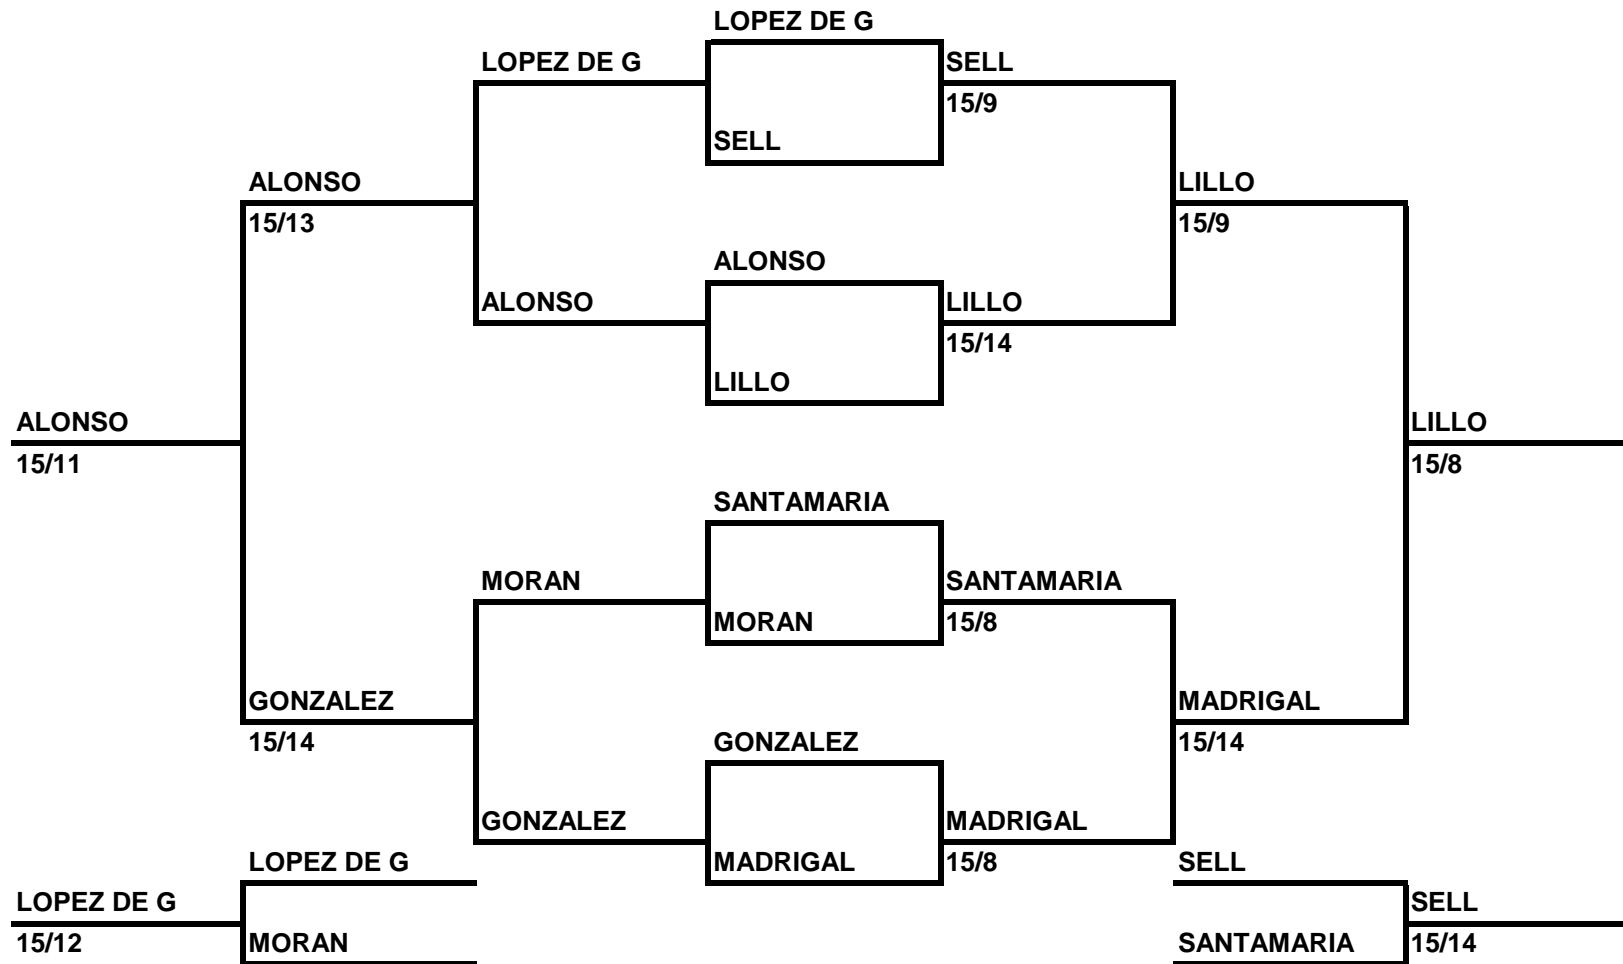 LOPEZ DE G
LOPEZ DE G
SELL
15/9
SELL
ALONSO
LILLO
15/13
15/9
ALONSO
ALONSO
LILLO
15/14
LILLO
ALONSO
LILLO
15/11
15/8
SANTAMARIA
MORAN
SANTAMARIA
MORAN
15/8
GONZALEZ
MADRIGAL
15/14
GONZALEZ
15/14
GONZALEZ
MADRIGAL
LOPEZ DE G
MADRIGAL
15/8
SELL
LOPEZ DE G
SELL
15/12
MORAN
SANTAMARIA
15/14